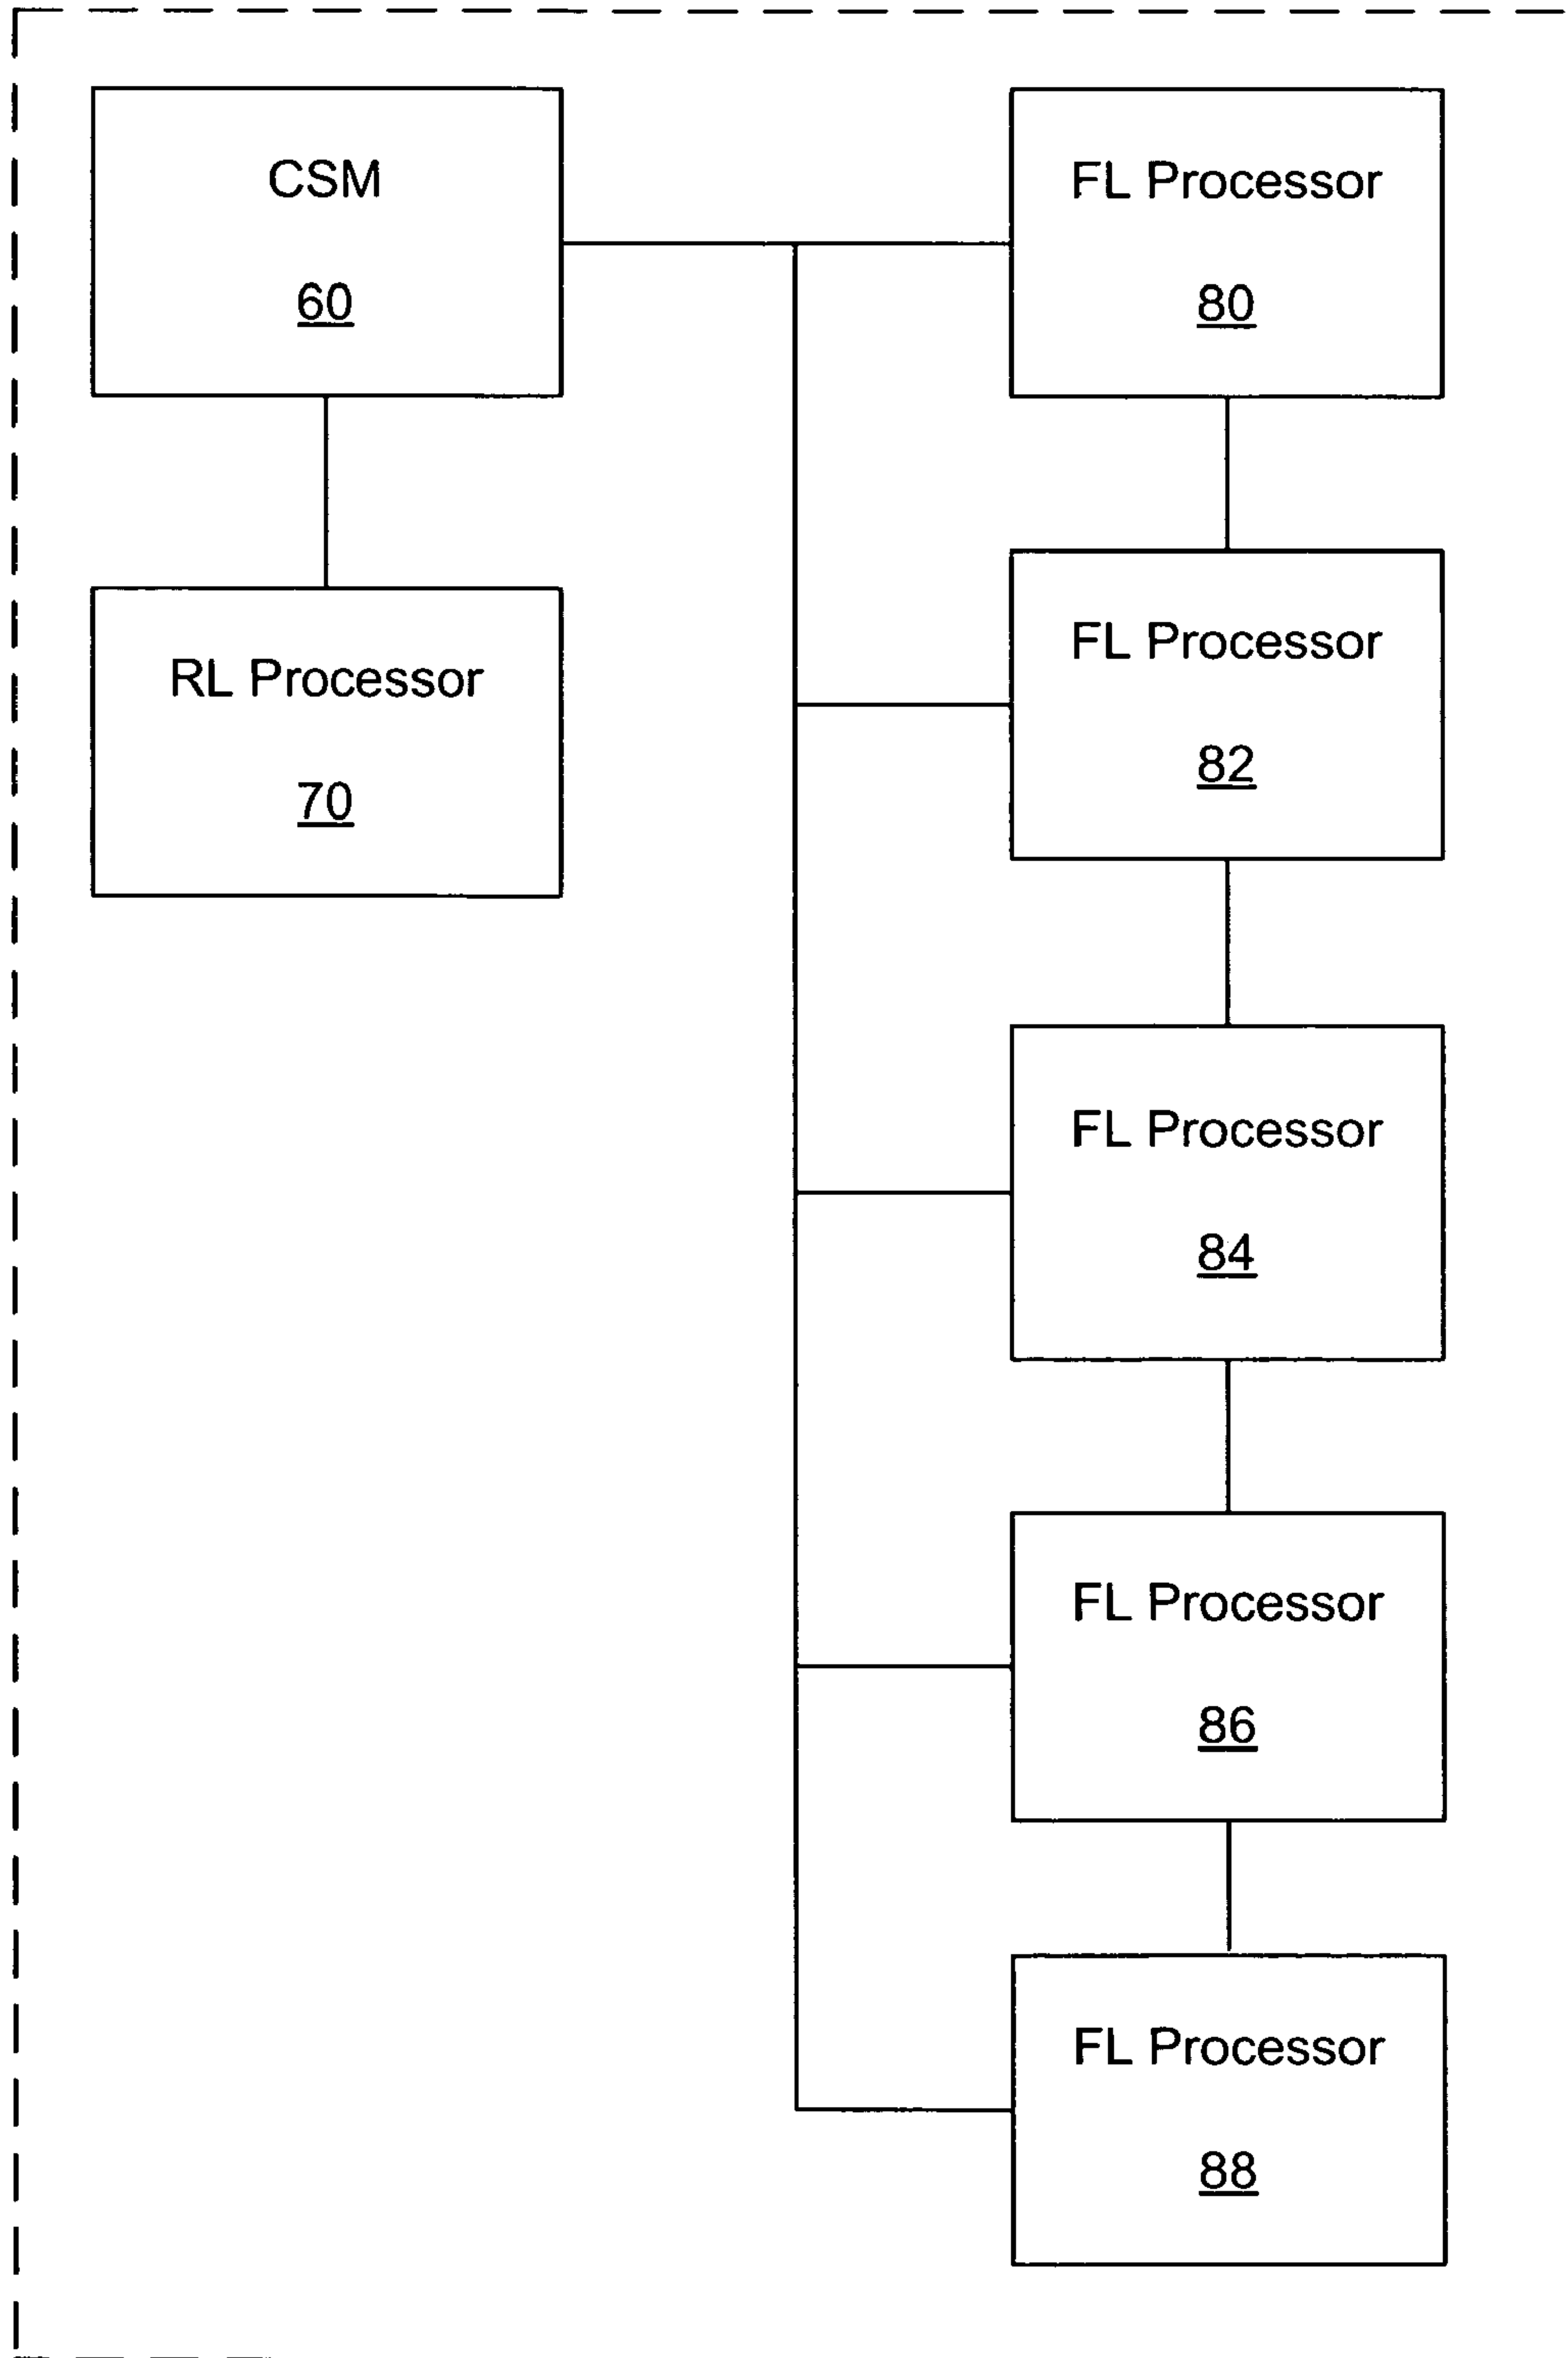 CSM
60
RL Processor
70
FL Processor
80
FL Processor
82
FL Processor
84
FL Processor
86
FL Processor
88